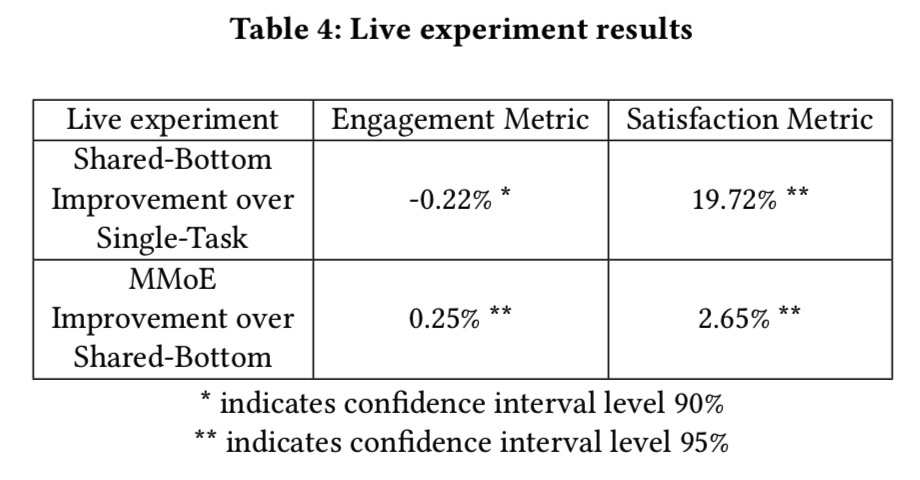 Table 4: Live experiment results
Live experiment Engagement Metric Satisfaction Metric
Shared-Bottom
Improvement over -0.22% * 19.72% **
Single-Task
MMoE
Improvement over 0.25% ** 2.65% **
Shared-Bottom
* indicates confidence interval level 90%
** indicates confidence interval level 95%